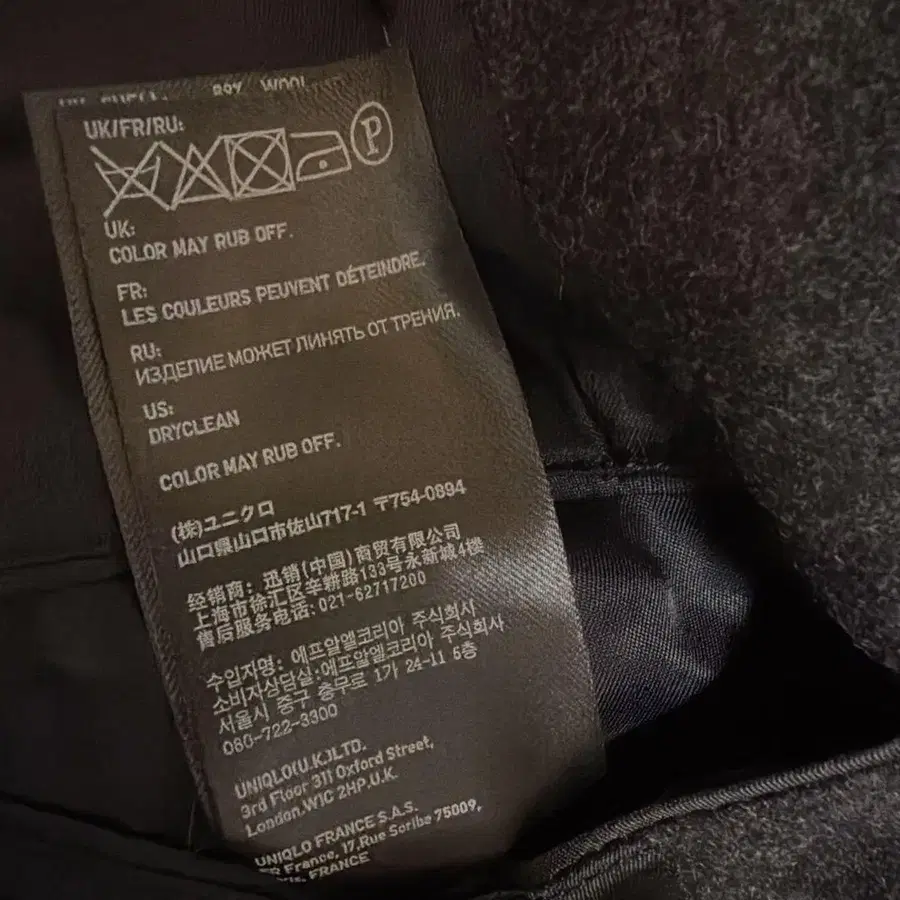 89% WOOL
UK/FR/RU:
P
UK:
COLOR MAY RUB OFF.
FR:
LES COULEURS PEUVENT DÉTEINDRE.
RU:
ИЗДЕЛИЕ МОЖЕТ ЛИНЯТЬ ОТ ТРЕНИЯ.
US:
DRYCLEAN
COLOR MAY RUB OFF.
(株)ユニクロ
山口県山口市佐山717-1 〒754-0894
经销商: 迅销(中国)商贸有限公司
上海市徐汇区辛耕路133号永新城4楼
售后服务电话: 021-62717200
수입자명: 에프알엘코리아 주식회사
소비자상담실:에프알엘코리아 주식회사
서울시 중구 충무로 1가 24-11 5층
060-722-3300
UNIQLO(U.K.)LTD.
3rd Floor 311 Oxford Street,
London.W1C 2HP.U.K.
UNIQLO FRANCE S.A.S.
France, 17,Rue Scribe 75009,
FRANCE